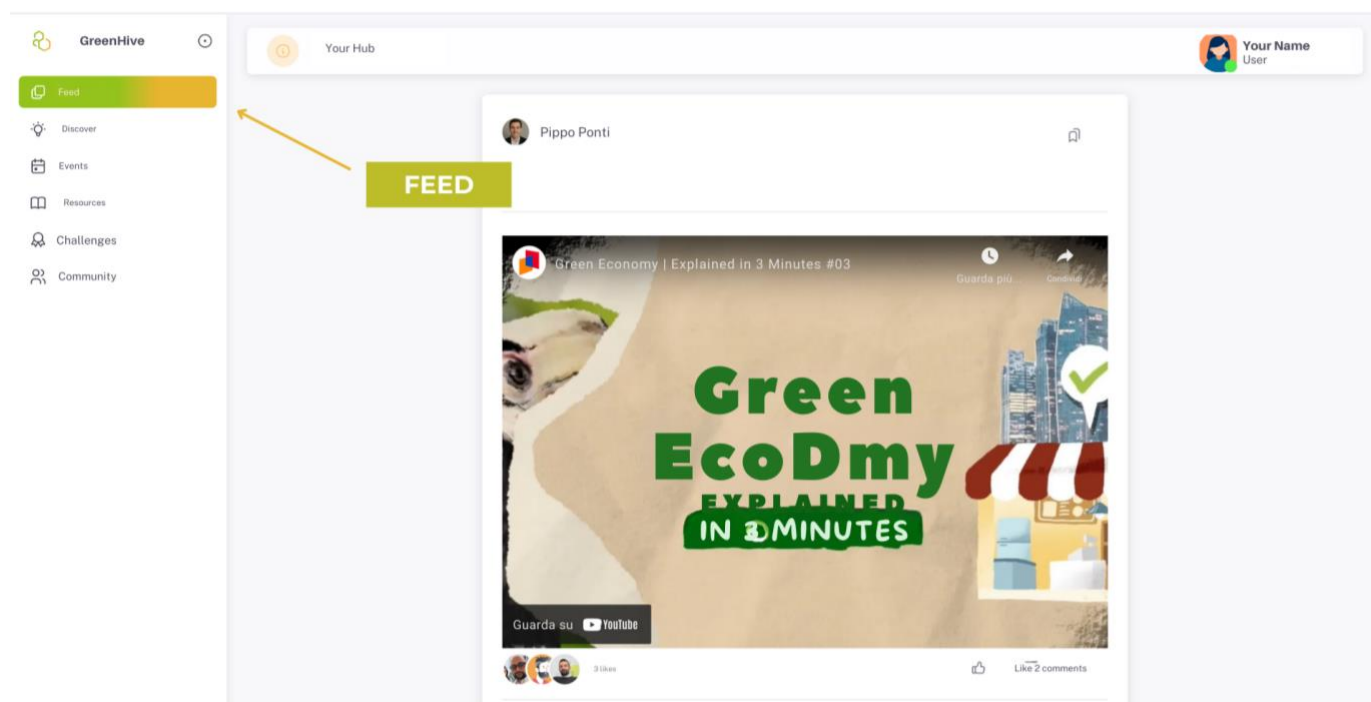 GreenHive
Feed
Discover
Events
Resources
Challenges
Community
Your Hub
Your Name
User
FEED
Pippo Ponti
Green Economy | Explained in 3 Minutes #03
Guarda più
Condividi
Green
EcoDmy
EXPLAINED
IN 3 MINUTES
Guarda su YouTube
3 likes
Like 2 comments